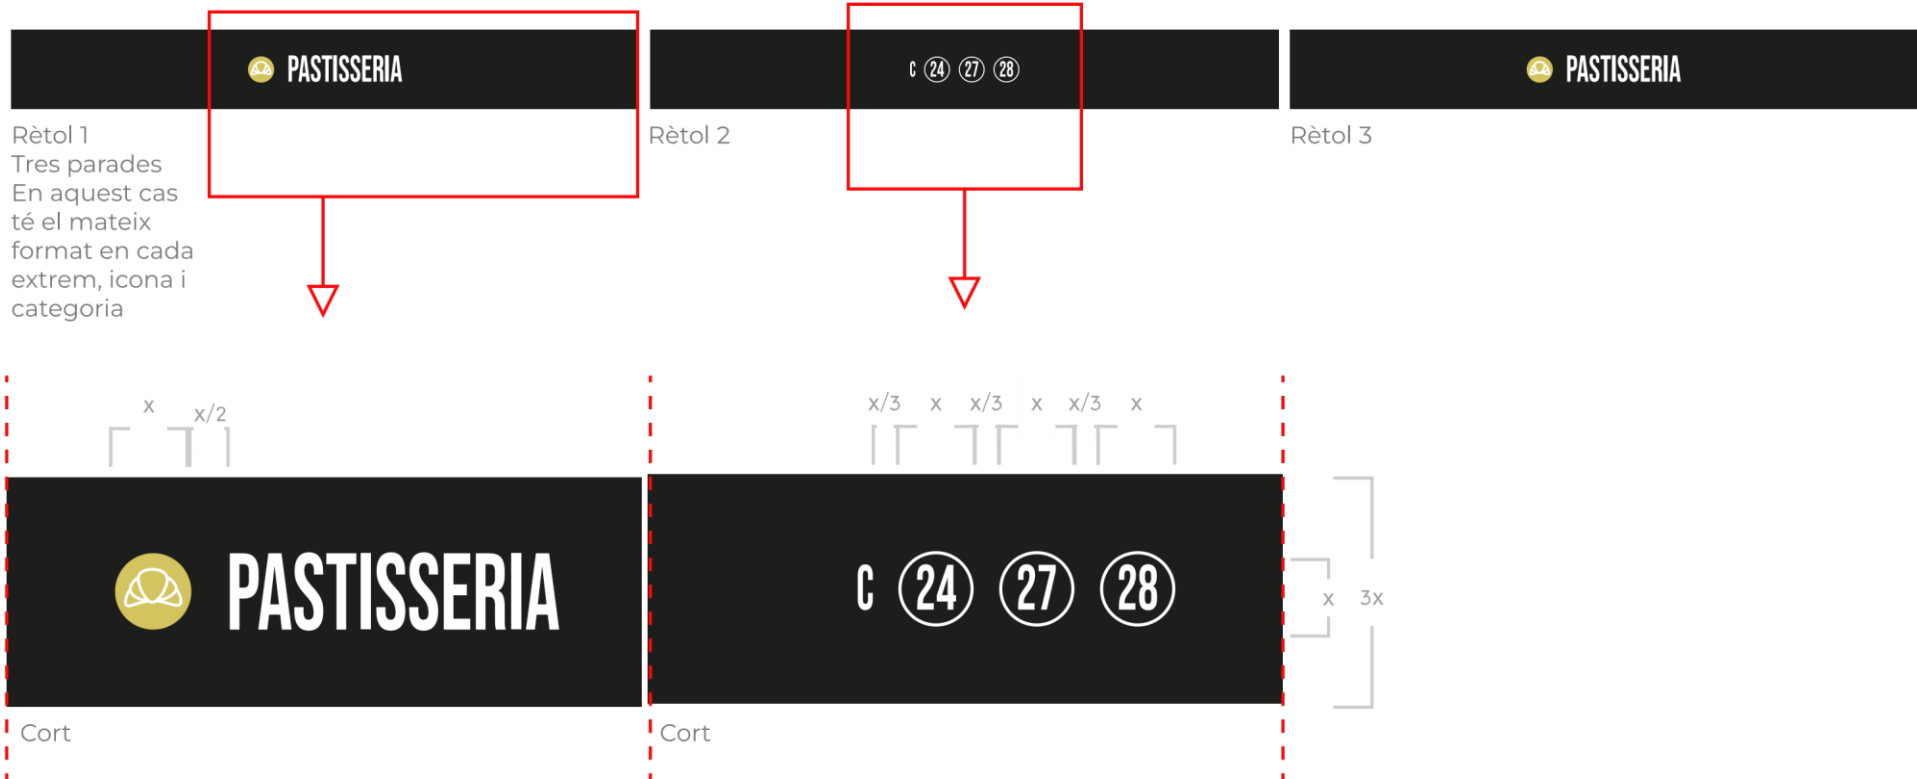 PASTISSERIA
C 24 27 28
PASTISSERIA
Rètol 1
Tres parades
En aquest cas
té el mateix
format en cada
extrem, icona i
categoria
Rètol 2
Rètol 3
x x/2
x/3 x x/3 x x/3 x
PASTISSERIA
C 24 27 28
x 3x
Cort
Cort